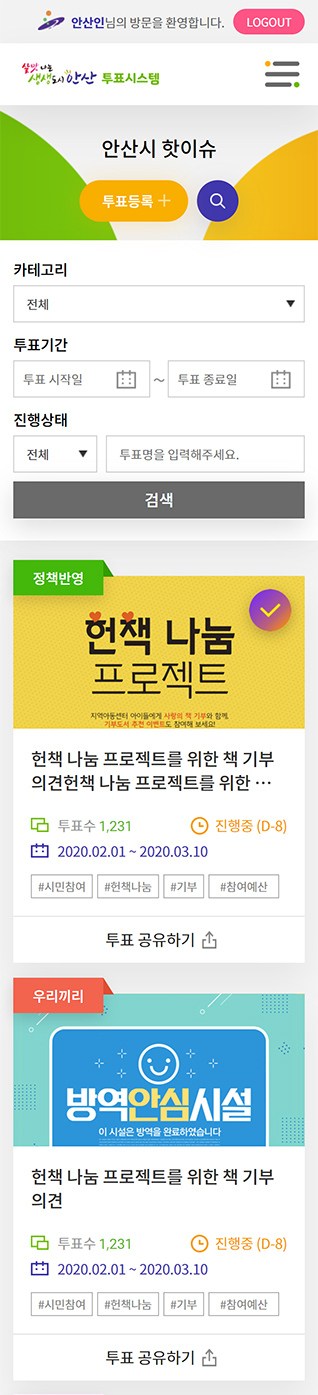 안산인님의 방문을 환영합니다. LOGOUT
살맛나는
생생도시 안산 투표시스템
안산시 핫이슈
투표등록 +
카테고리
전체
투표기간
투표 시작일 ~ 투표 종료일
진행상태
전체 투표명을 입력해주세요.
검색
정책반영
헌책 나눔
프로젝트
지역아동센터 아이들에게 사랑의 책 기부와 함께,
기부도서 추천 이벤트도 참여해 보세요!
헌책 나눔 프로젝트를 위한 책 기부
의견헌책 나눔 프로젝트를 위한 …
투표수 1,231 진행중 (D-8)
2020.02.01 ~ 2020.03.10
#시민참여 #헌책나눔 #기부 #참여예산
투표 공유하기
우리끼리
방역안심시설
이 시설은 방역을 완료하였습니다
헌책 나눔 프로젝트를 위한 책 기부
의견
투표수 1,231 진행중 (D-8)
2020.02.01 ~ 2020.03.10
#시민참여 #헌책나눔 #기부 #참여예산
투표 공유하기